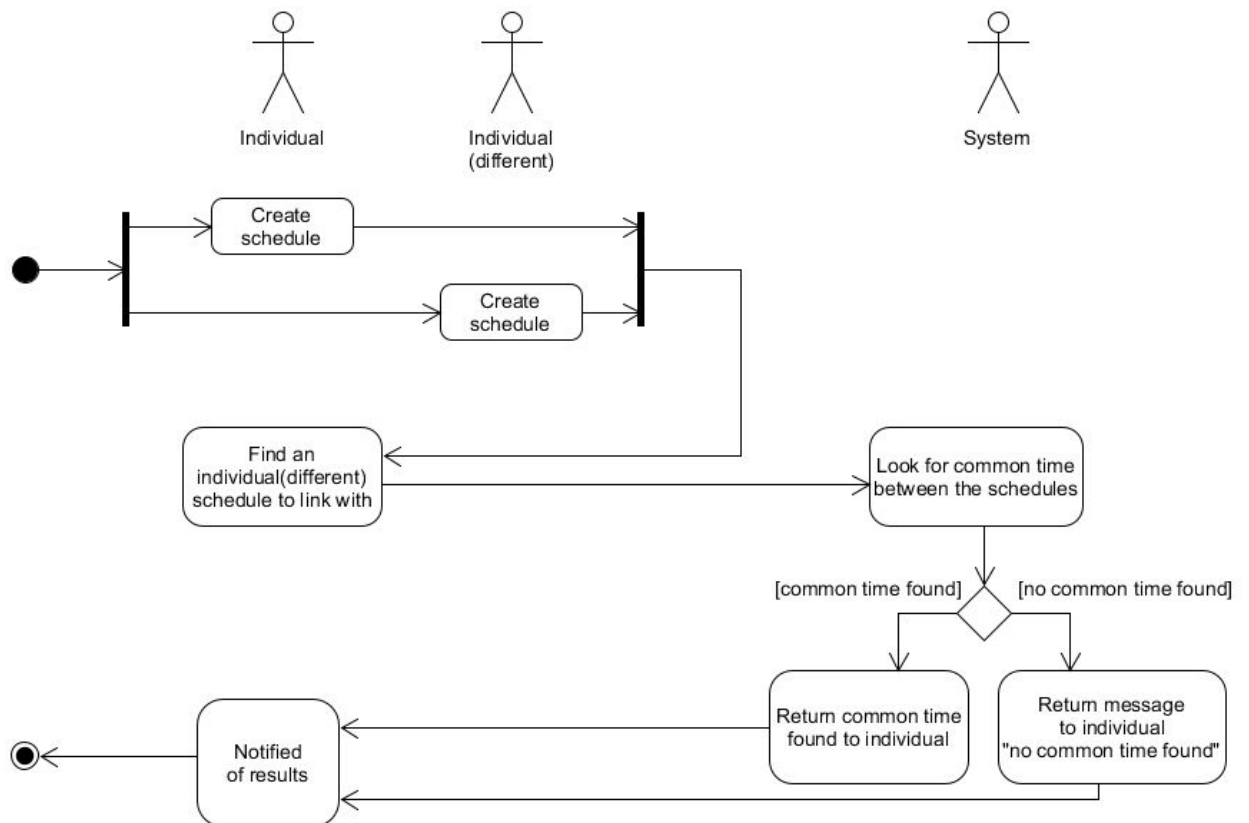 Individual
Individual
(different)
System
Create
schedule
Create
schedule
Find an
individual(different)
schedule to link with
Look for common time
between the schedules
[common time found]
[no common time found]
Return common time
found to individual
Return message
to individual
"no common time found"
Notified
of results